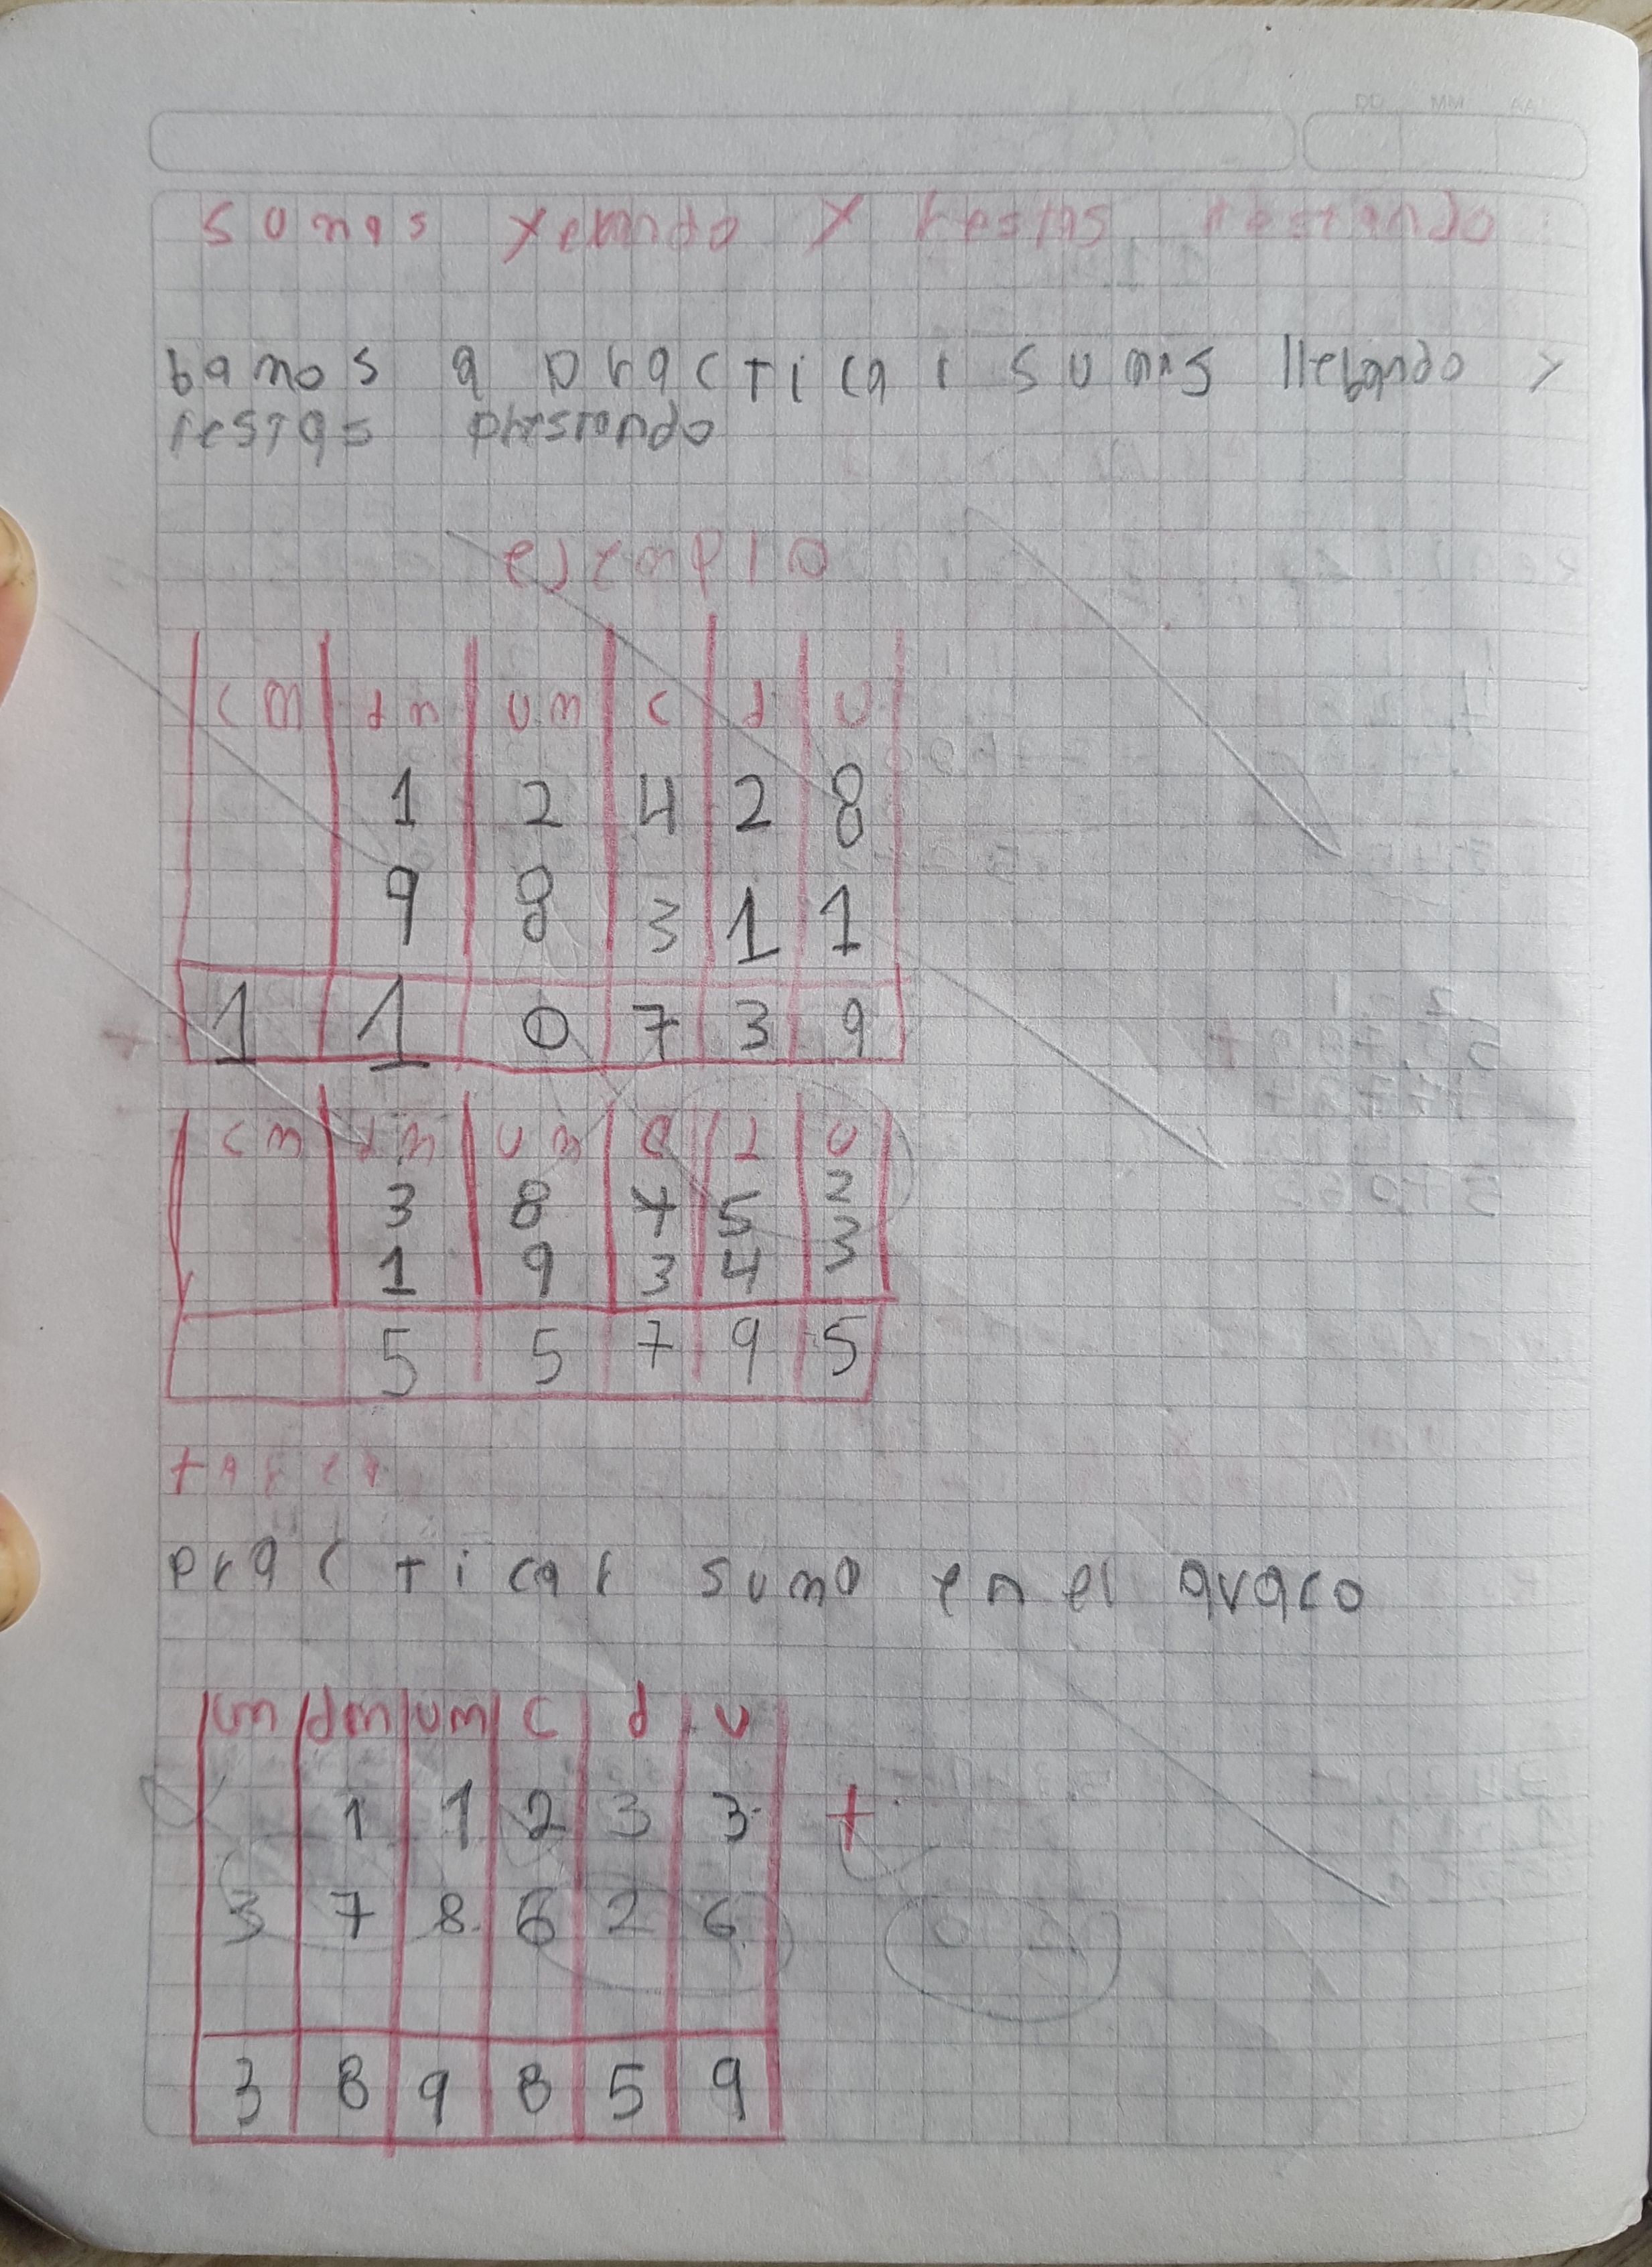 DD MM AA
sumas yebando y restas restando
bamos a practicar sumas llebando y
restas prestando
ejemplo
cm dm um c d u
1 2 4 2 8
9 8 3 1 1
1 1 0 7 3 9
cm dm um c d u
3 8 4 5 2
1 9 3 4 3
5 5 7 9 5
tarea
practicar suma en el avaco
cm dm um c d u
1 1 2 3 3 +
3 7 8 6 2 6
3 8 9 8 5 9